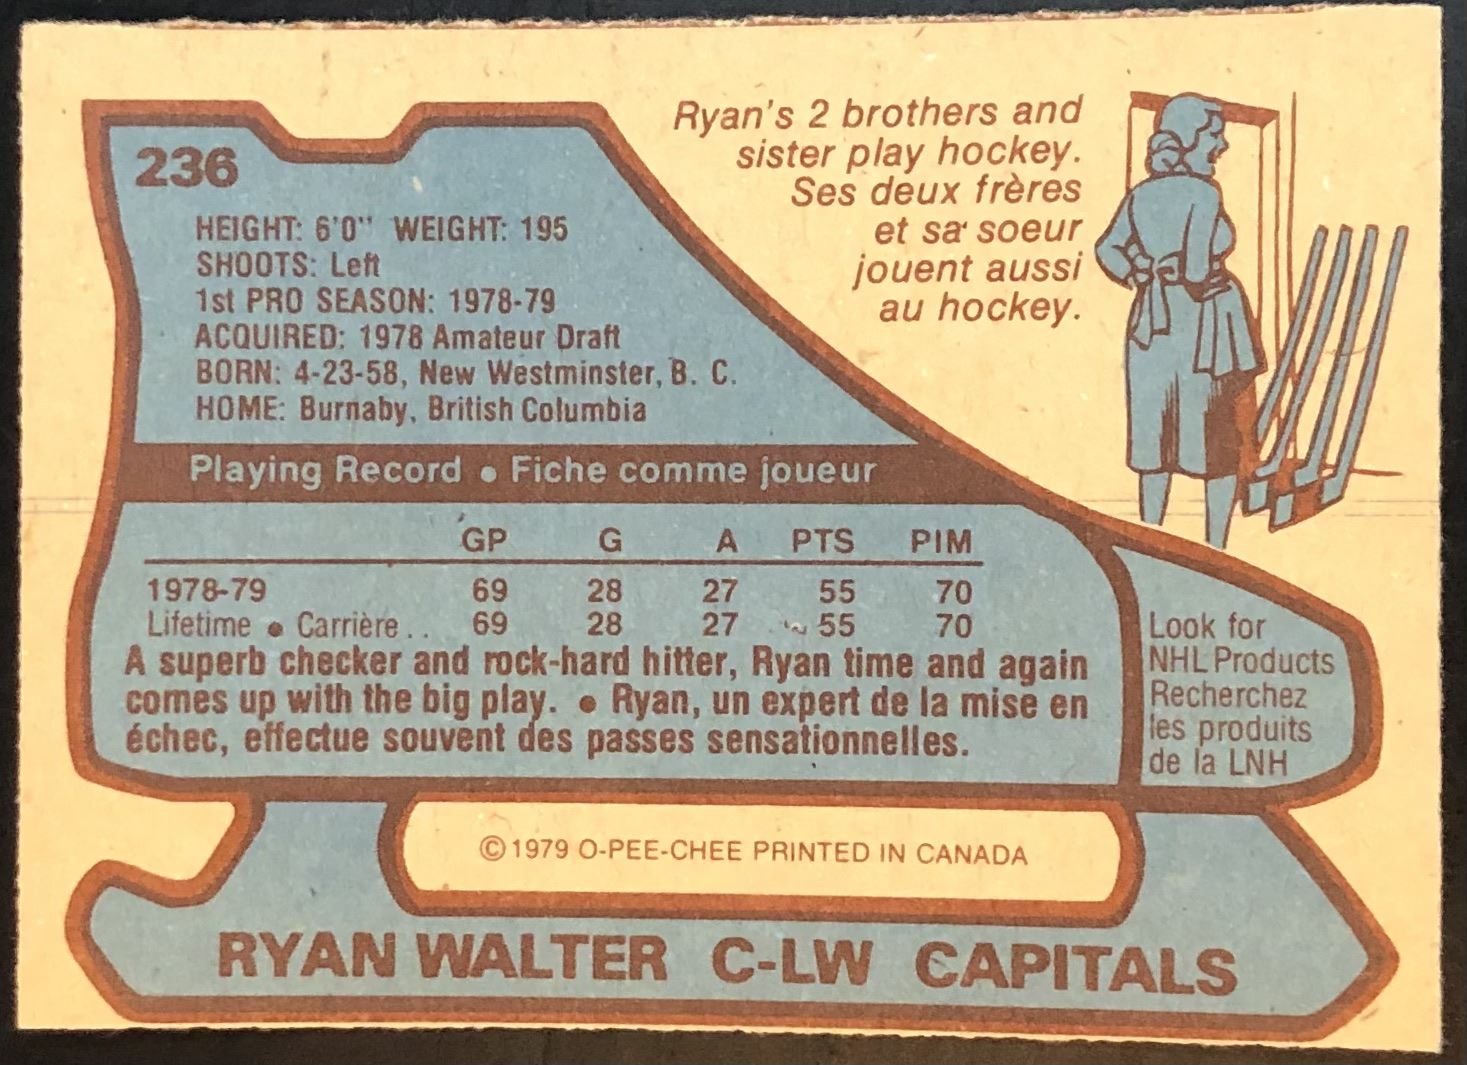 236
HEIGHT: 6'0" WEIGHT: 195
SHOOTS: Left
1st PRO SEASON: 1978-79
ACQUIRED: 1978 Amateur Draft
BORN: 4-23-58, New Westminster, B. C.
HOME: Burnaby, British Columbia
Ryan's 2 brothers and
sister play hockey.
Ses deux frères
et sa soeur
jouent aussi
au hockey.
Playing Record • Fiche comme joueur
GP G A PTS PIM
1978-79 69 28 27 55 70
Lifetime • Carrière . . 69 28 27 55 70
A superb checker and rock-hard hitter, Ryan time and again
comes up with the big play. • Ryan, un expert de la mise en
échec, effectue souvent des passes sensationnelles.
Look for
NHL Products
Recherchez
les produits
de la LNH
© 1979 O-PEE-CHEE PRINTED IN CANADA
RYAN WALTER C-LW CAPITALS